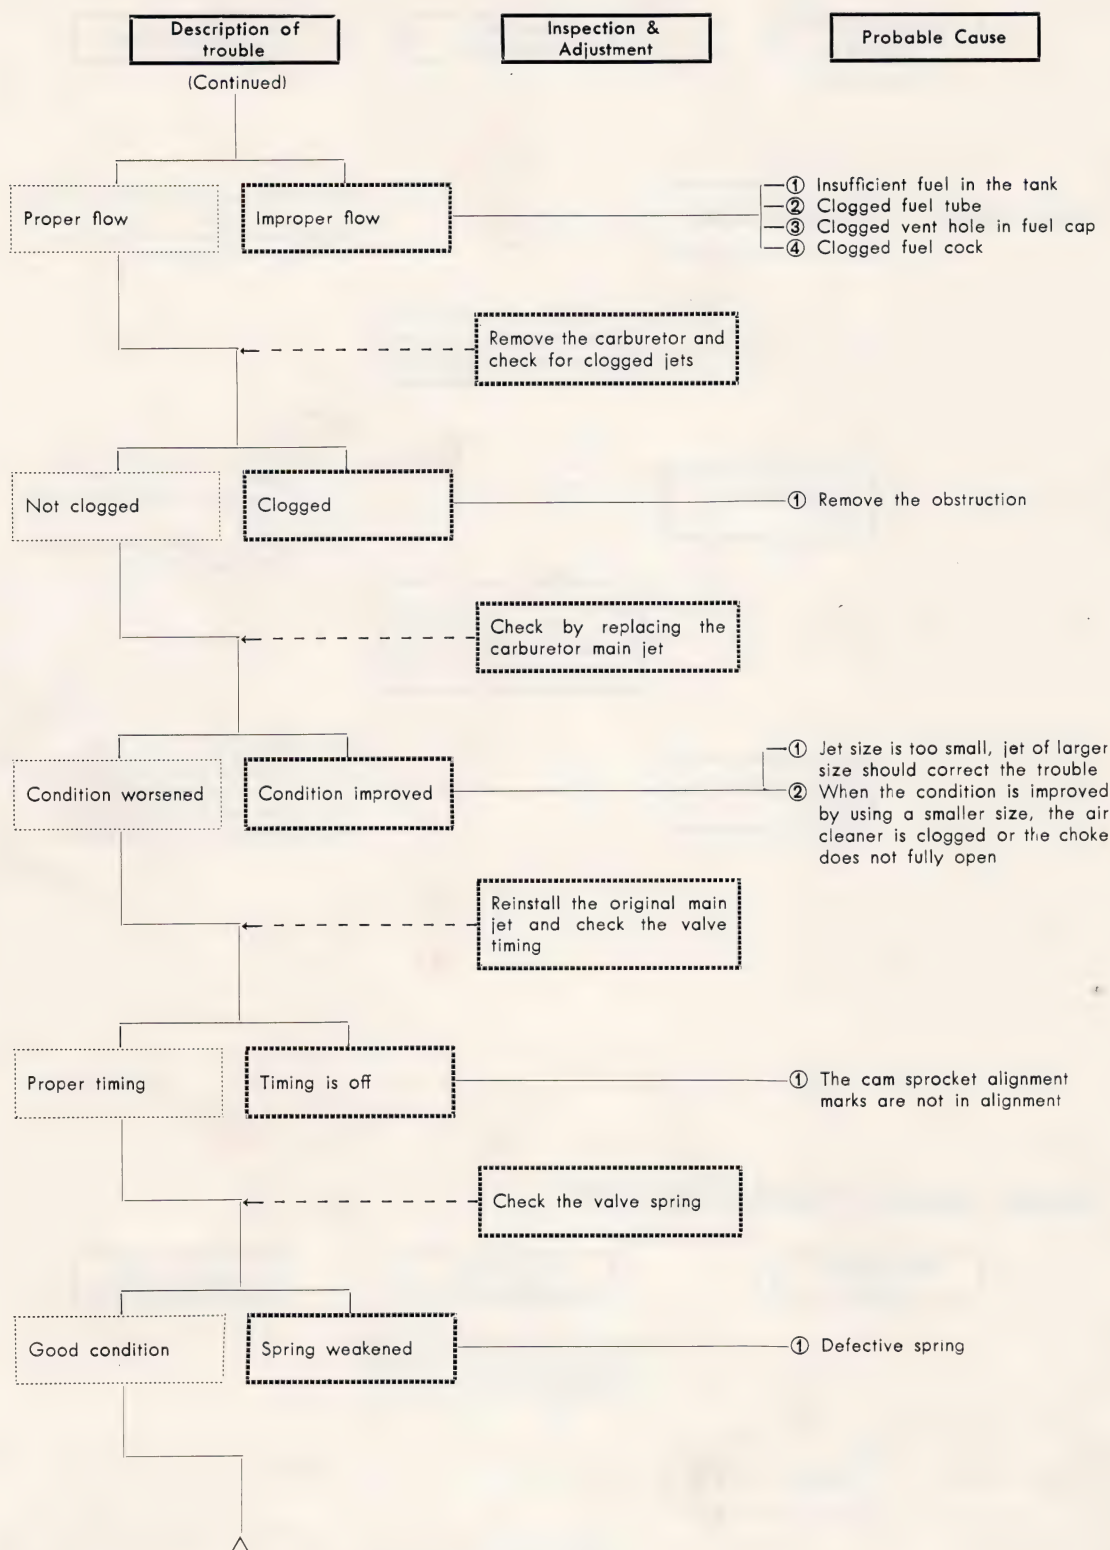 Description of
trouble
Inspection &
Adjustment
Probable Cause
(Continued)
Proper flow
Improper flow
① Insufficient fuel in the tank
② Clogged fuel tube
③ Clogged vent hole in fuel cap
④ Clogged fuel cock
Remove the carburetor and
check for clogged jets
Not clogged
Clogged
① Remove the obstruction
Check by replacing the
carburetor main jet
Condition worsened
Condition improved
① Jet size is too small, jet of larger
size should correct the trouble
② When the condition is improved
by using a smaller size, the air
cleaner is clogged or the choke
does not fully open
Reinstall the original main
jet and check the valve
timing
Proper timing
Timing is off
① The cam sprocket alignment
marks are not in alignment
Check the valve spring
Good condition
Spring weakened
① Defective spring